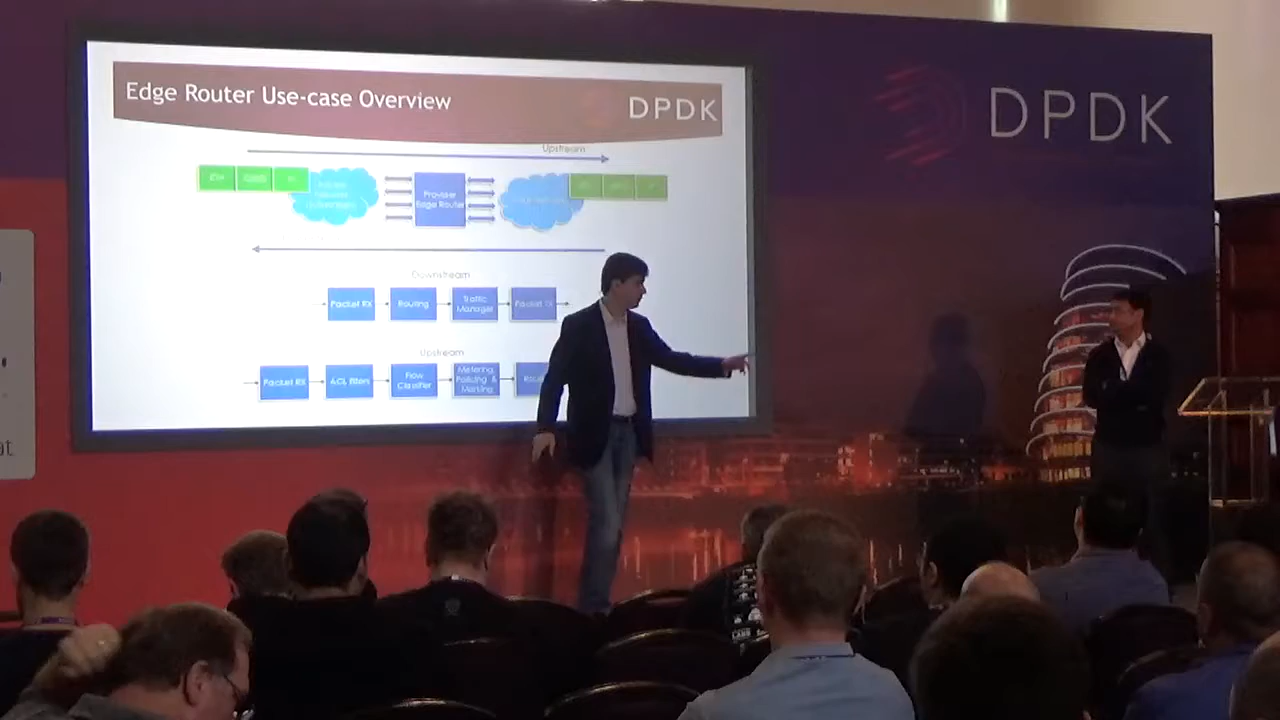 Edge Router Use-case Overview
DPDK
DPDK
Upstream
Provider
Edge Router
Downstream
Packet RX
Routing
Traffic
Manager
Packet TX
Upstream
Packet RX
ACL Filters
Flow
Classifier
Metering,
Policing &
Marking
at